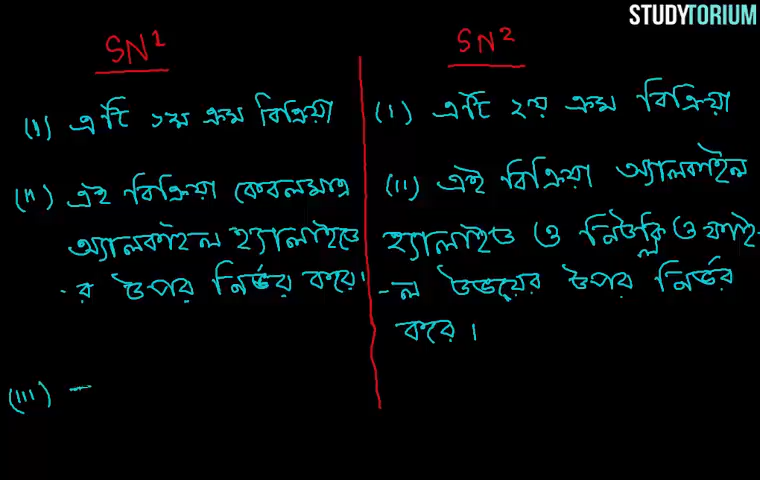 STUDYTORIUM
SN¹
SN²
(i) এটি ১ম ক্রম বিক্রিয়া
(i) এটি ২য় ক্রম বিক্রিয়া
(ii) এই বিক্রিয়া কেবলমাত্র
অ্যালকাইল হ্যালাইডে
-র উপর নির্ভর করে।
(ii) এই বিক্রিয়া অ্যালকাইল
হ্যালাইড ও নিউক্লিওফাই-
-ল উভয়ের উপর নির্ভর
করে।
(iii)